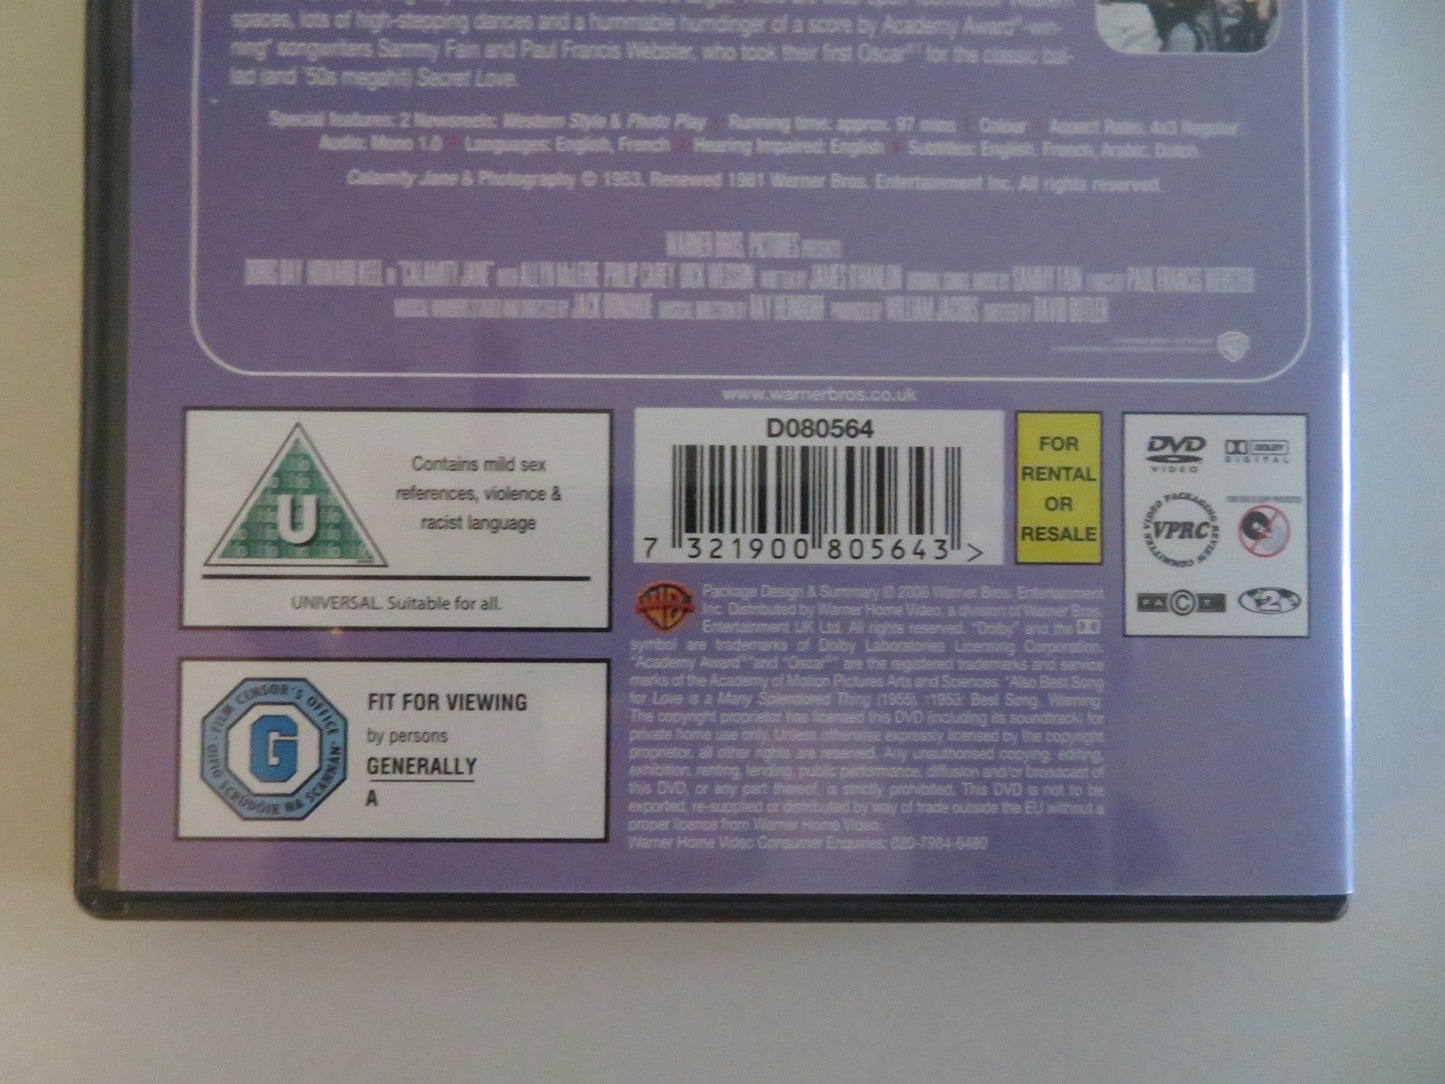 spaces, lots of high-stepping dances and a hummable humdinger of a score by Academy Award®-win-
ning* songwriters Sammy Fain and Paul Francis Webster, who took their first Oscar®† for the classic bal-
lad (and '50s megahit) Secret Love.
Special features: 2 Newsreels: Western Style & Photo Play Running time: approx. 97 mins Colour Aspect Ratio: 4x3 Regular
Audio: Mono 1.0 Languages: English, French Hearing Impaired: English Subtitles: English, French, Arabic, Dutch.
Calamity Jane & Photography © 1953, Renewed 1981 Warner Bros. Entertainment Inc. All rights reserved.
WARNER BROS. PICTURES PRESENTS
DORIS DAY HOWARD KEEL IN "CALAMITY JANE" WITH ALLYN McLERIE PHILIP CAREY DICK WESSON WRITTEN BY JAMES O'HANLON ORIGINAL SONGS: MUSIC BY SAMMY FAIN LYRICS BY PAUL FRANCIS WEBSTER
MUSICAL NUMBERS STAGED AND DIRECTED BY JACK DONOHUE MUSICAL DIRECTION BY RAY HEINDORF PRODUCED BY WILLIAM JACOBS DIRECTED BY DAVID BUTLER
www.warnerbros.co.uk
U
Contains mild sex
references, violence &
racist language
UNIVERSAL. Suitable for all.
D080564
7 321900 805643 >
FOR
RENTAL
OR
RESALE
DVD
VIDEO
DOLBY
DIGITAL
VIDEO PACKAGING REVIEW COMMITTEE
VPRC
FACT
2
FILM CENSOR'S OFFICE
OIFIG SCRÚDÓIR NA SCANNÁN
G
FIT FOR VIEWING
by persons
GENERALLY
A
WB
Package Design & Summary © 2006 Warner Bros. Entertainment
Inc. Distributed by Warner Home Video, a division of Warner Bros.
Entertainment UK Ltd. All rights reserved. "Dolby" and the
symbol are trademarks of Dolby Laboratories Licensing Corporation.
"Academy Award®" and "Oscar®" are the registered trademarks and service
marks of the Academy of Motion Pictures Arts and Sciences. *Also Best Song
for Love is a Many Splendored Thing (1955). †1953: Best Song. Warning:
The copyright proprietor has licensed this DVD (including its soundtrack) for
private home use only. Unless otherwise expressly licensed by the copyright
proprietor, all other rights are reserved. Any unauthorised copying, editing,
exhibition, renting, lending, public performance, diffusion and/or broadcast of
this DVD, or any part thereof, is strictly prohibited. This DVD is not to be
exported, re-supplied or distributed by way of trade outside the EU without a
proper licence from Warner Home Video.
Warner Home Video Consumer Enquiries: 020-7984-6480